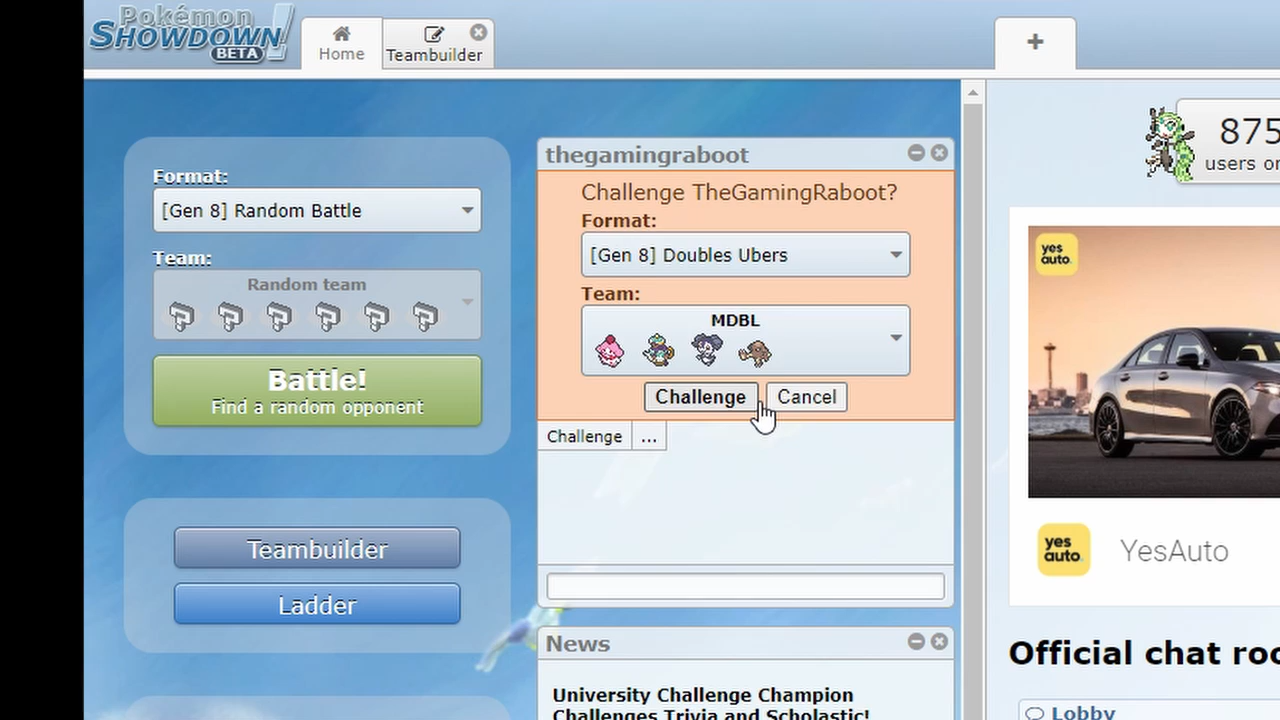 Pokémon
SHOWDOWN!
BETA
Home
Teambuilder
+
Format:
[Gen 8] Random Battle
Team:
Random team
Battle!
Find a random opponent
Teambuilder
Ladder
thegamingraboot
Challenge TheGamingRaboot?
Format:
[Gen 8] Doubles Ubers
Team:
MDBL
Challenge
Cancel
Challenge
...
News
University Challenge Champion
Challenges Trivia and Scholastic!
875
users
yes
auto.
yes
auto.
YesAuto
Official chat
Lobby